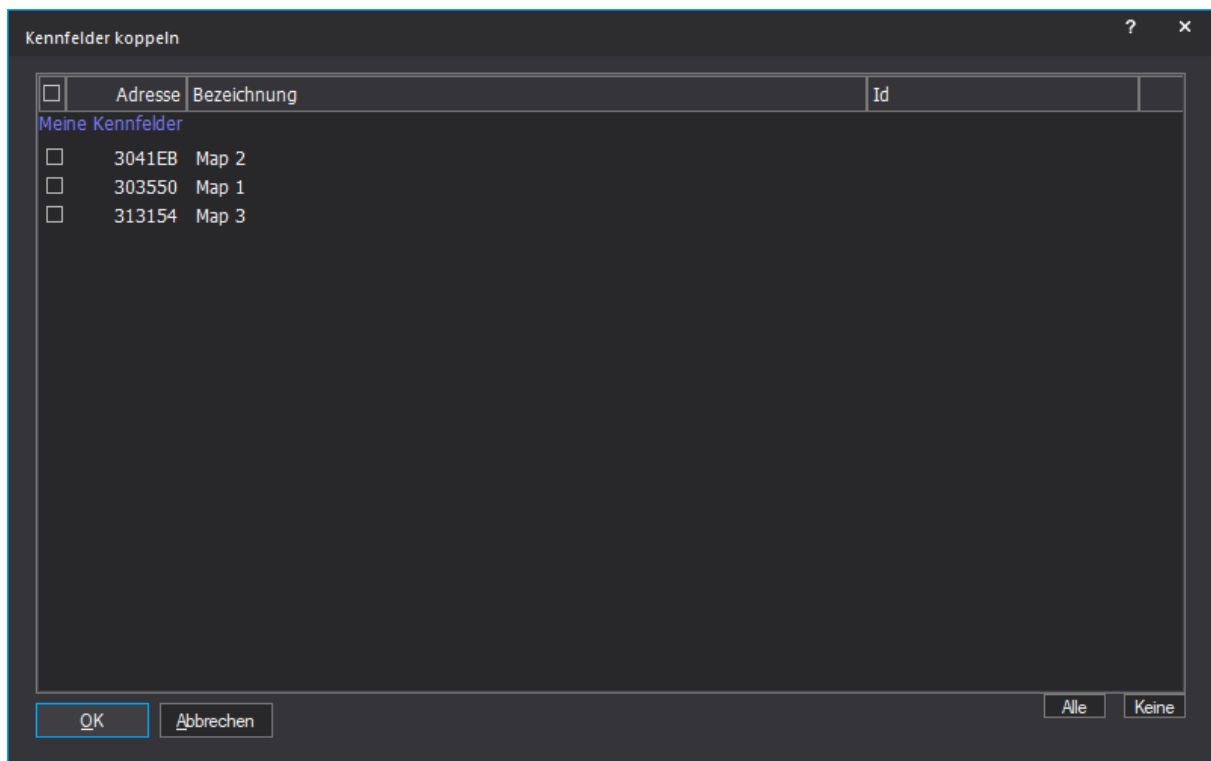 Kennfelder koppeln ? ×
Adresse Bezeichnung Id
Meine Kennfelder
3041EB Map 2
303550 Map 1
313154 Map 3
OK Abbrechen Alle Keine